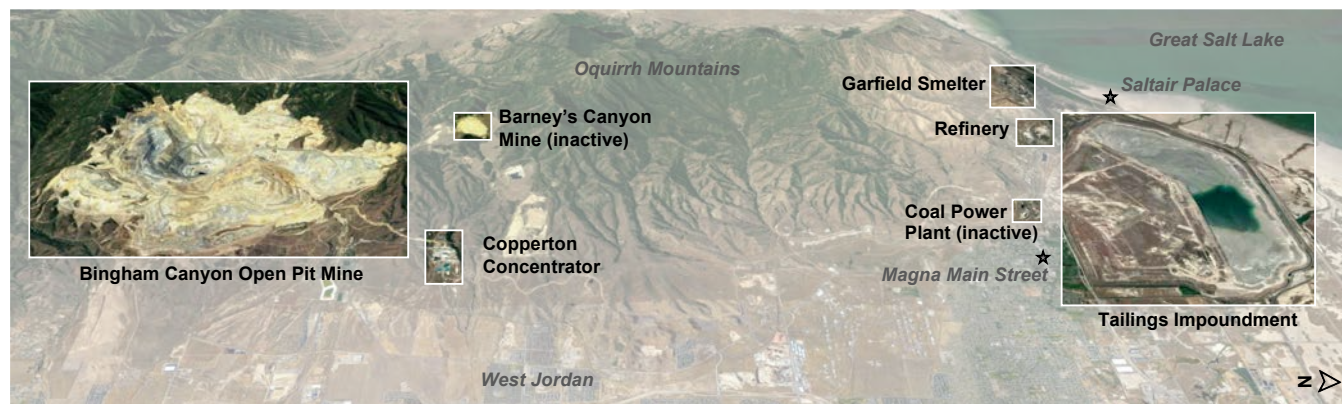 Great Salt Lake
Oquirrh Mountains
Garfield Smelter
Saltair Palace
Barney's Canyon
Mine (inactive)
Refinery
Coal Power
Plant (inactive)
Copperton
Concentrator
Bingham Canyon Open Pit Mine
Magna Main Street
Tailings Impoundment
West Jordan
N